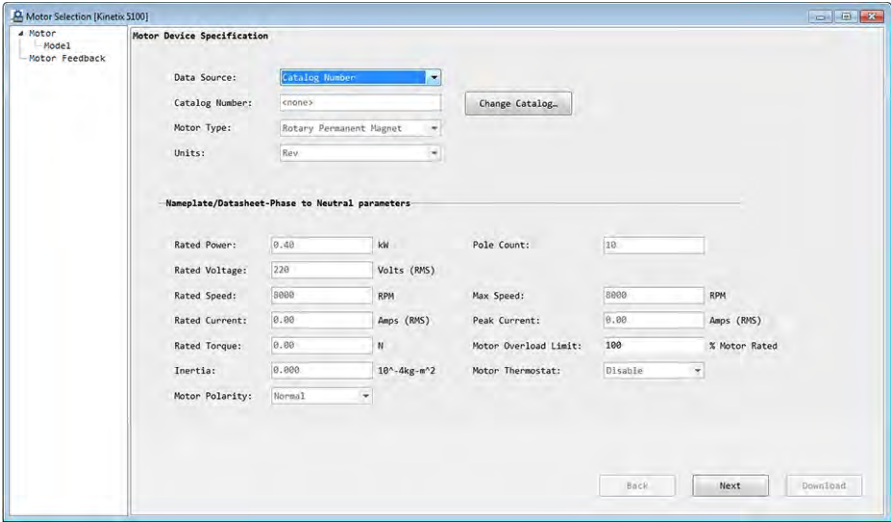 Motor Selection [Kinetix 5100]
Motor
Model
Motor Feedback
Motor Device Specification
Data Source: Catalog Number
Catalog Number: <none> Change Catalog…
Motor Type: Rotary Permanent Magnet
Units: Rev
Nameplate/Datasheet-Phase to Neutral parameters
Rated Power: 0.40 kW Pole Count: 10
Rated Voltage: 220 Volts (RMS)
Rated Speed: 8000 RPM Max Speed: 8000 RPM
Rated Current: 0.00 Amps (RMS) Peak Current: 0.00 Amps (RMS)
Rated Torque: 0.00 N Motor Overload Limit: 100 % Motor Rated
Inertia: 0.000 10^-4kg-m^2 Motor Thermostat: Disable
Motor Polarity: Normal
Back Next Download